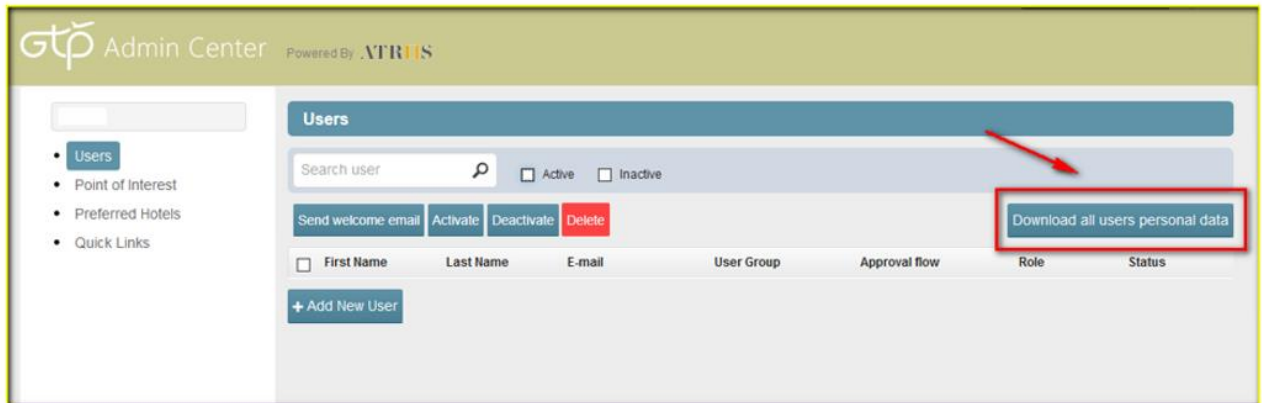 Gtp Admin Center Powered By ATRIIS
Users
Point of Interest
Preferred Hotels
Quick Links
Users
Search user Active Inactive
Send welcome email Activate Deactivate Delete Download all users personal data
First Name Last Name E-mail User Group Approval flow Role Status
+ Add New User